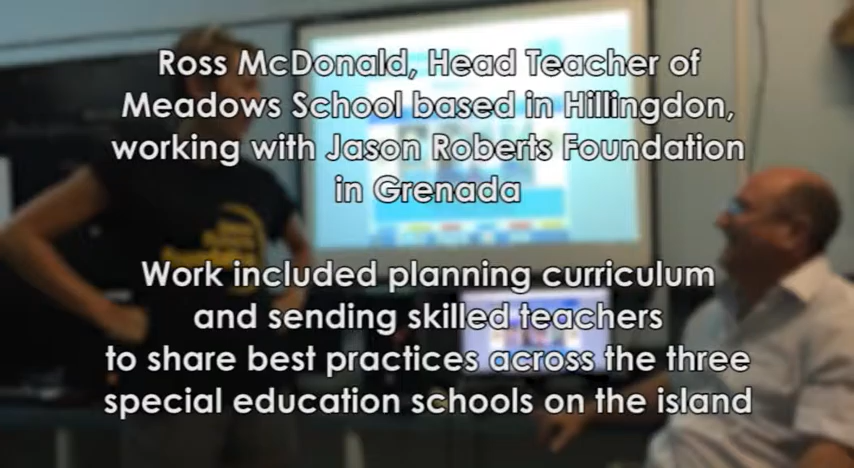 Ross McDonald, Head Teacher of
Meadows School based in Hillingdon,
working with Jason Roberts Foundation
in Grenada
Work included planning curriculum
and sending skilled teachers
to share best practices across the three
special education schools on the island